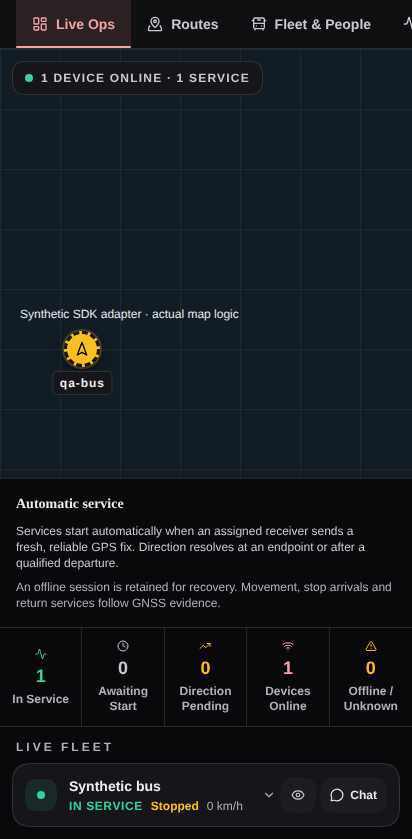 Live Ops
Routes
Fleet & People
1 DEVICE ONLINE · 1 SERVICE
Synthetic SDK adapter · actual map logic
qa-bus
Automatic service
Services start automatically when an assigned receiver sends a
fresh, reliable GPS fix. Direction resolves at an endpoint or after a
qualified departure.
An offline session is retained for recovery. Movement, stop arrivals and
return services follow GNSS evidence.
1
In Service
0
Awaiting
Start
0
Direction
Pending
1
Devices
Online
0
Offline /
Unknown
LIVE FLEET
Synthetic bus
IN SERVICE Stopped 0 km/h
Chat